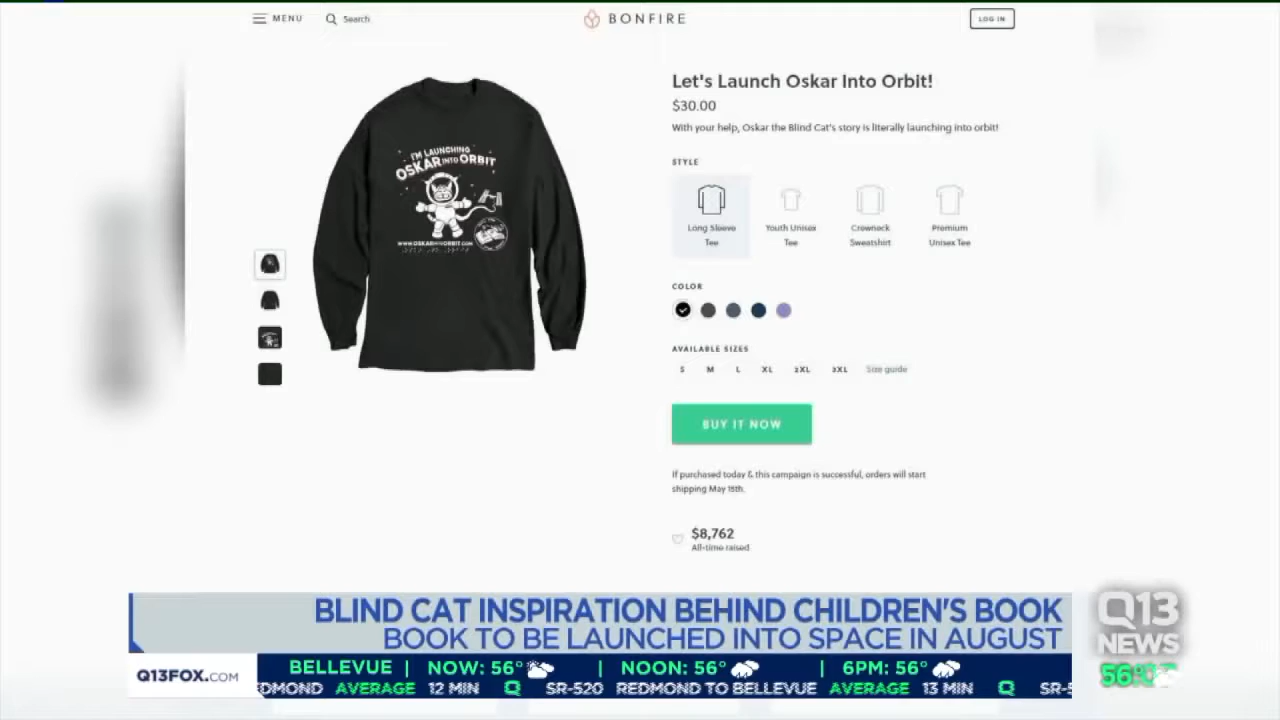 MENU
Search
BONFIRE
LOG IN
Let's Launch Oskar Into Orbit!
$30.00
With your help, Oskar the Blind Cat's story is literally launching into orbit!
I'M LAUNCHING
OSKAR INTO ORBIT
WWW.OSKARINTOORBIT.COM
STYLE
Long Sleeve
Tee
Youth Unisex
Tee
Crewneck
Sweatshirt
Premium
Unisex Tee
COLOR
AVAILABLE SIZES
S M L XL 2XL 3XL Size guide
BUY IT NOW
If purchased today & this campaign is successful, orders will start
shipping May 15th.
$8,762
All-time raised
BLIND CAT INSPIRATION BEHIND CHILDREN'S BOOK
BOOK TO BE LAUNCHED INTO SPACE IN AUGUST
Q13
NEWS
Q13FOX.COM
BELLEVUE | NOW: 56° | NOON: 56° | 6PM: 56°
EDMOND AVERAGE 12 MIN Q SR-520 REDMOND TO BELLEVUE AVERAGE 13 MIN Q SR-5